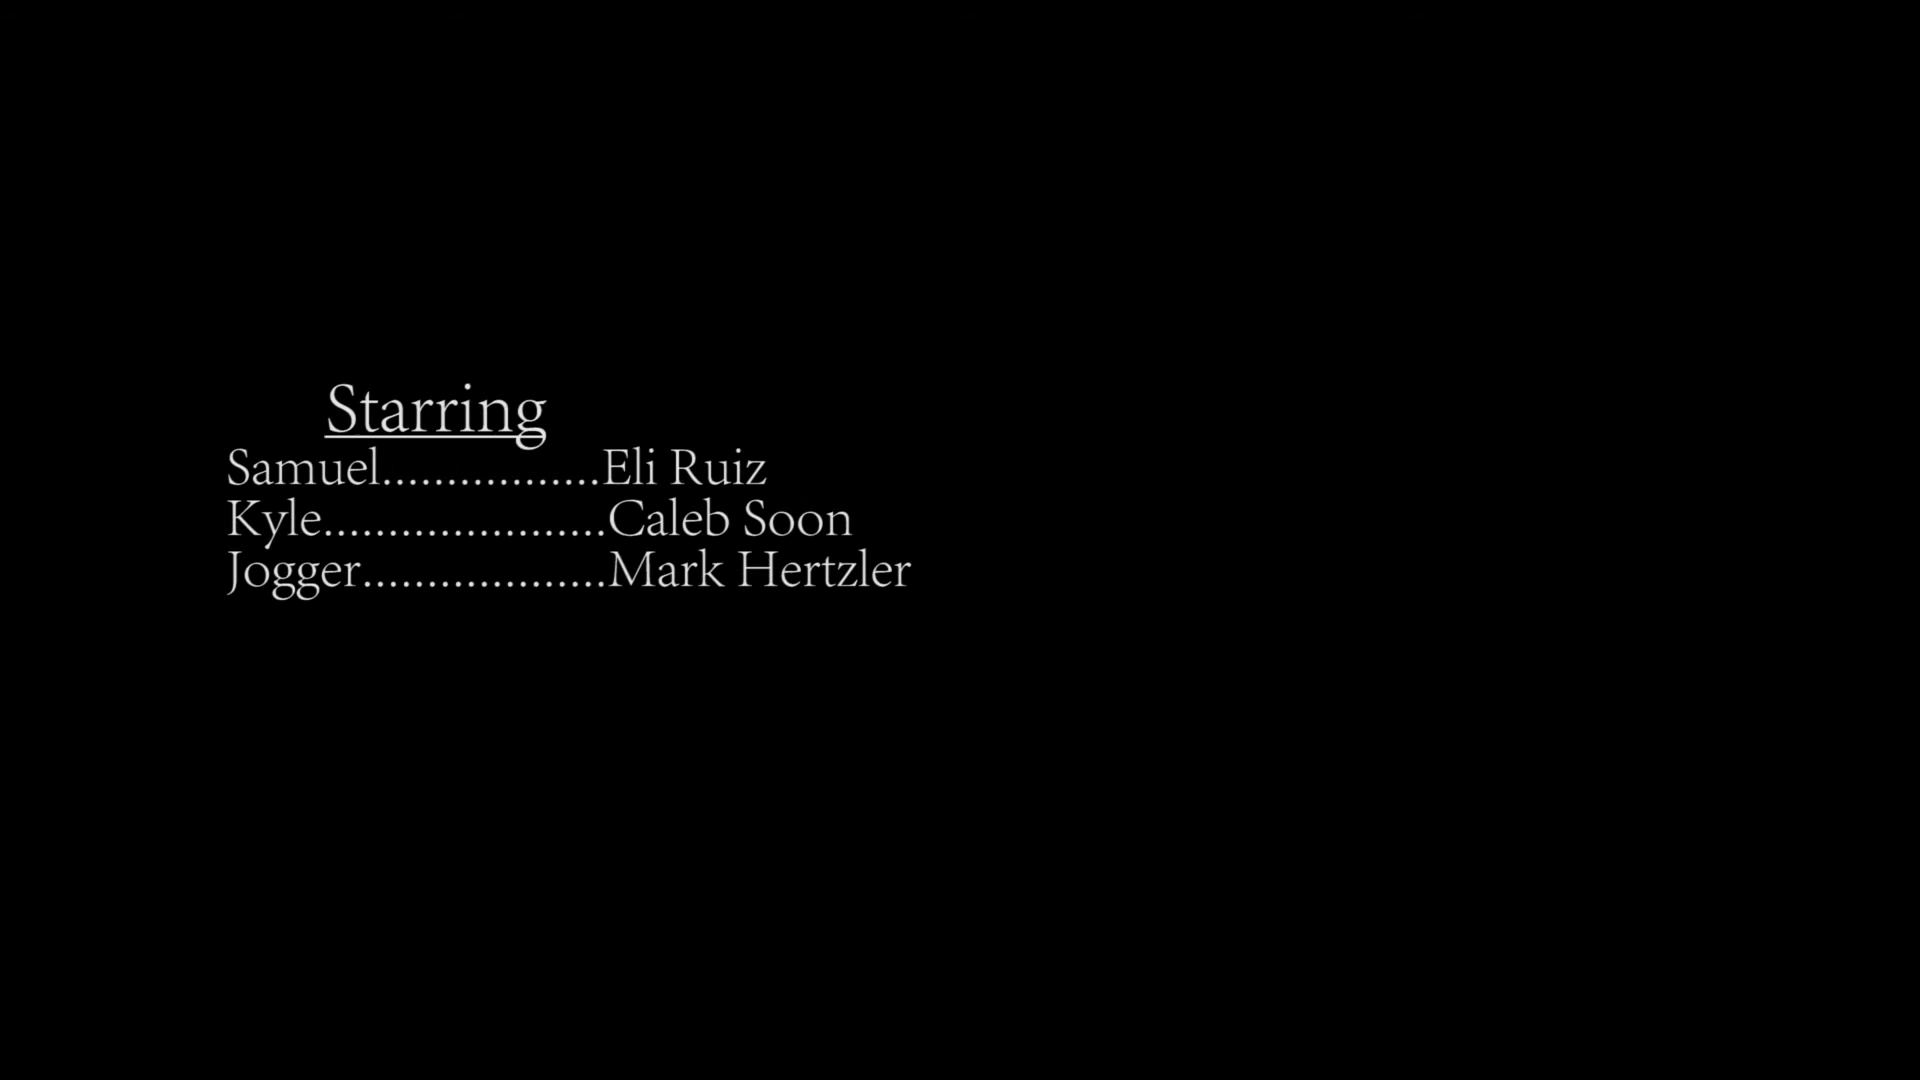 Starring
Samuel.................Eli Ruiz
Kyle......................Caleb Soon
Jogger...................Mark Hertzler